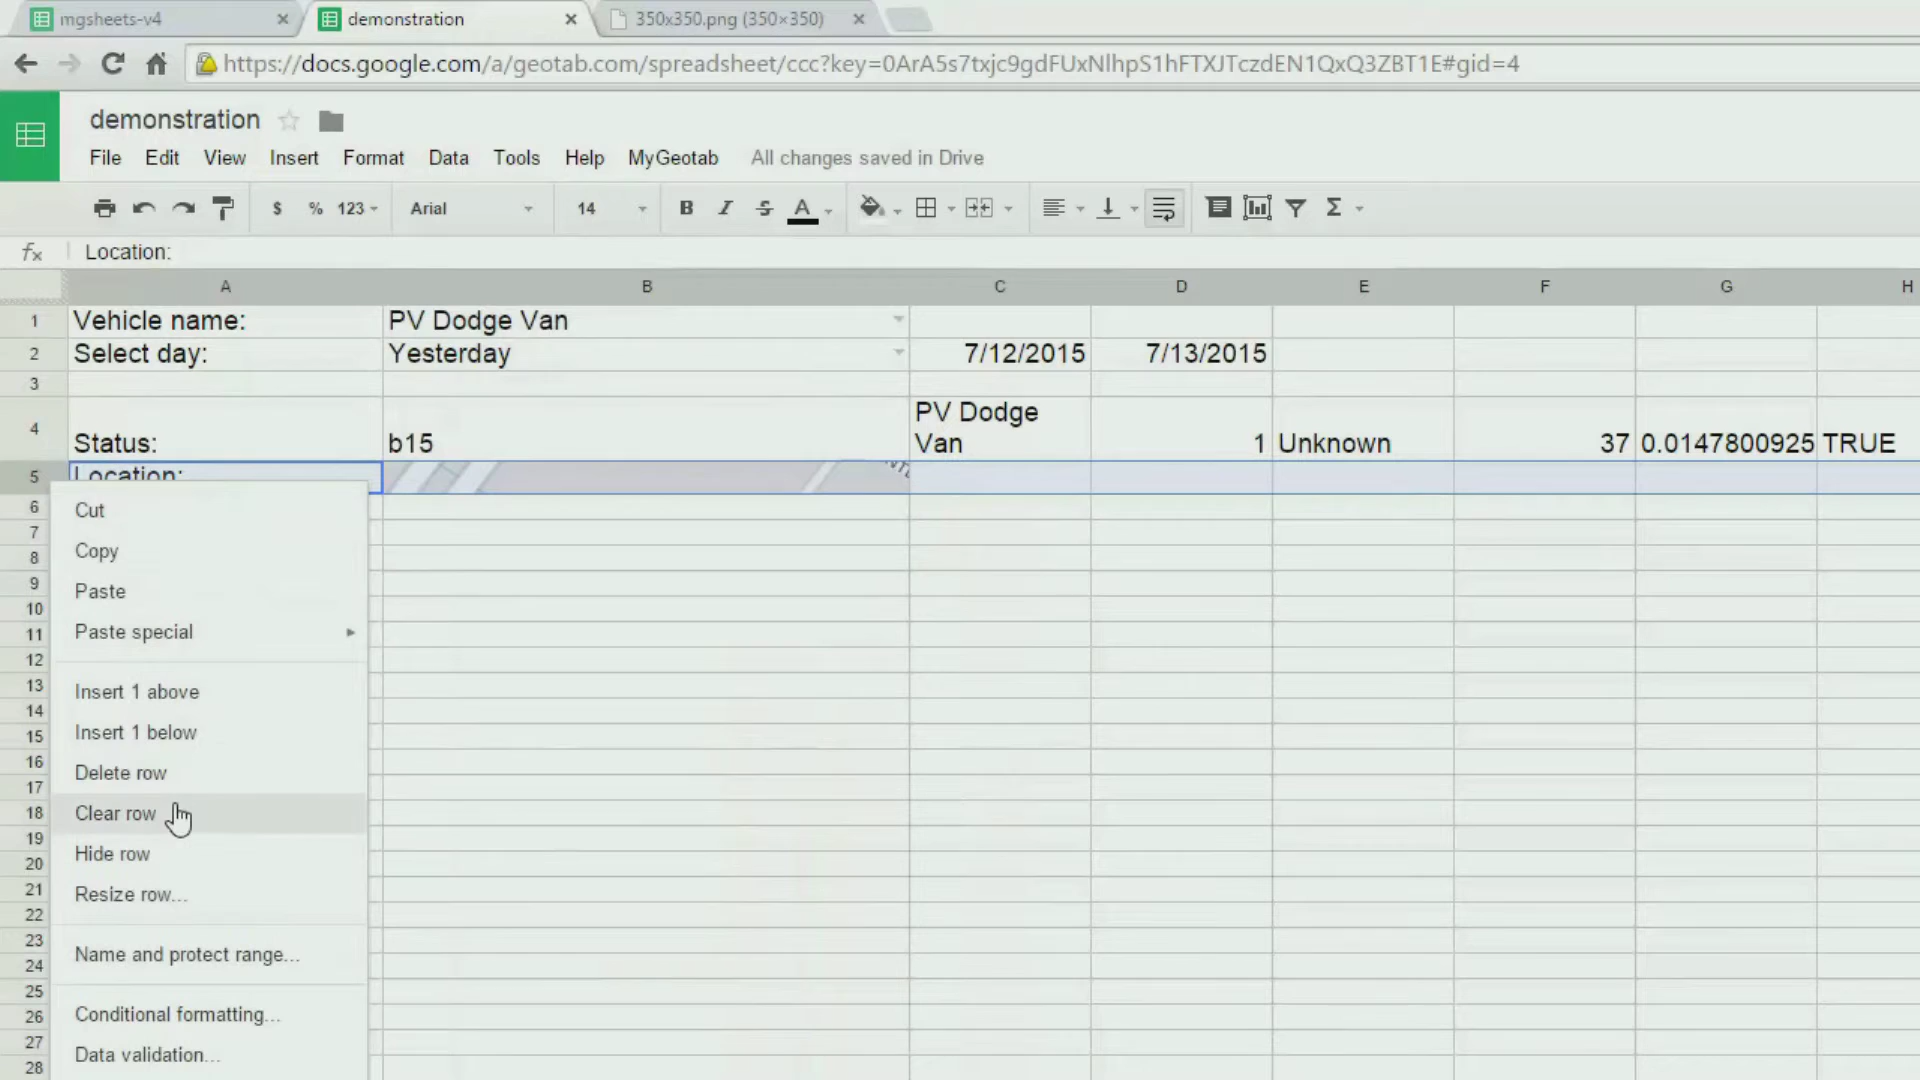 mgsheets-v4
demonstration
350x350.png (350×350)
https://docs.google.com/a/geotab.com/spreadsheet/ccc?key=0ArA5s7txjc9gdFUxNlhpS1hFTXJTczdEN1QxQ3ZBT1E#gid=4
demonstration
File Edit View Insert Format Data Tools Help MyGeotab All changes saved in Drive
$ % 123 Arial 14 B I S A Σ
fx Location:
A B C D E F G H
1 Vehicle name: PV Dodge Van
2 Select day: Yesterday 7/12/2015 7/13/2015
3
4 Status: b15 PV Dodge Van 1 Unknown 37 0.0147800925 TRUE
5 Location:
6
7
8
9
10
11
12
13
14
15
16
17
18
19
20
21
22
23
24
25
26
27
28
Cut
Copy
Paste
Paste special
Insert 1 above
Insert 1 below
Delete row
Clear row
Hide row
Resize row...
Name and protect range...
Conditional formatting...
Data validation...